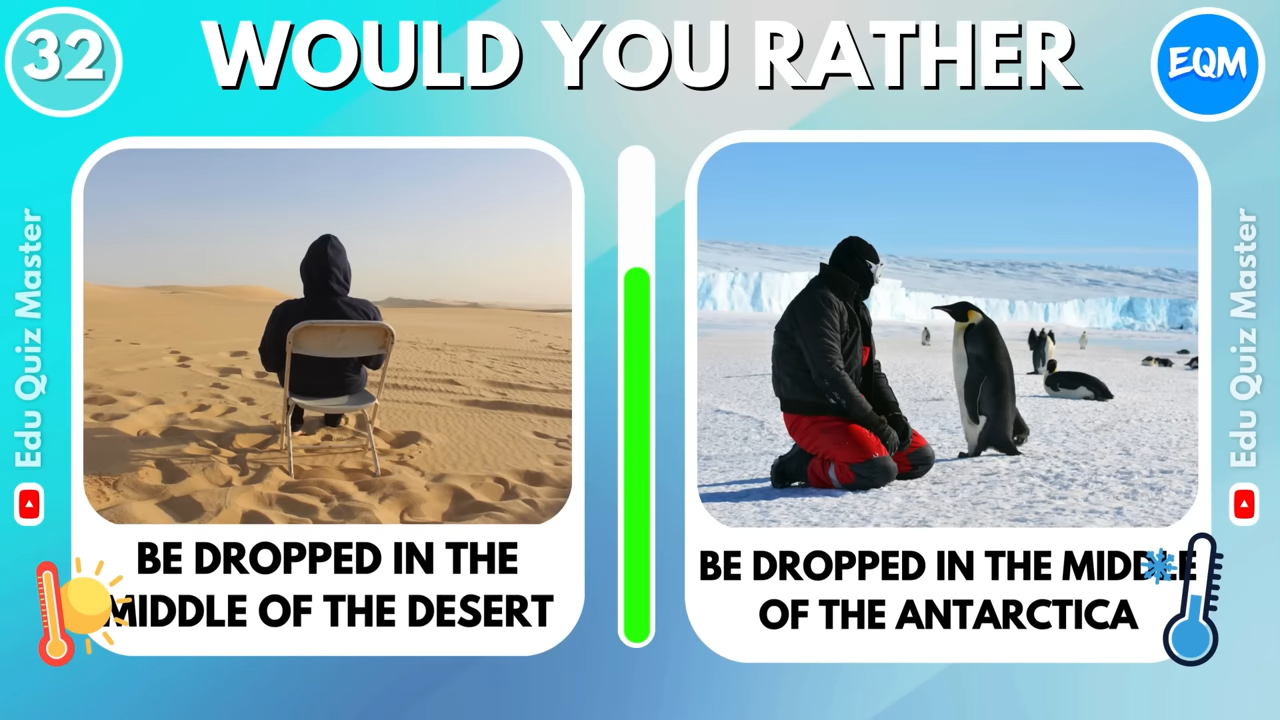 32
WOULD YOU RATHER
EQM
Edu Quiz Master
Edu Quiz Master
BE DROPPED IN THE
MIDDLE OF THE DESERT
BE DROPPED IN THE MIDDLE
OF THE ANTARCTICA